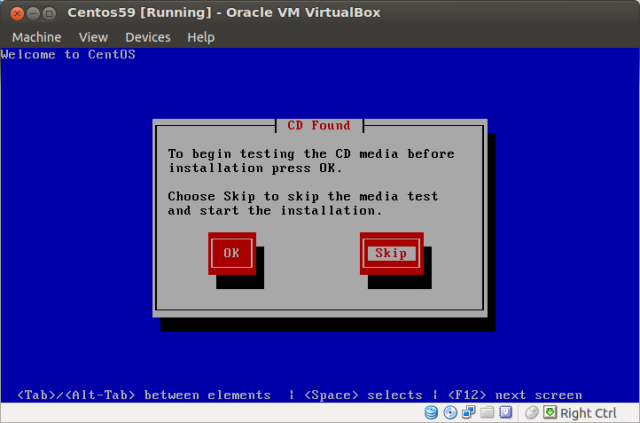 Centos59 [Running] - Oracle VM VirtualBox
Machine View Devices Help
Welcome to CentOS
CD Found
To begin testing the CD media before
installation press OK.
Choose Skip to skip the media test
and start the installation.
OK Skip
<Tab>/<Alt-Tab> between elements | <Space> selects | <F12> next screen
Right Ctrl